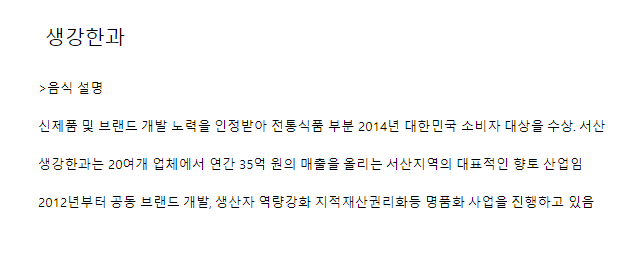 생강한과
>음식 설명
신제품 및 브랜드 개발 노력을 인정받아 전통식품 부분 2014년 대한민국 소비자 대상을 수상. 서산
생강한과는 20여개 업체에서 연간 35억 원의 매출을 올리는 서산지역의 대표적인 향토 산업임
2012년부터 공동 브랜드 개발, 생산자 역량강화 지적재산권리화등 명품화 사업을 진행하고 있음